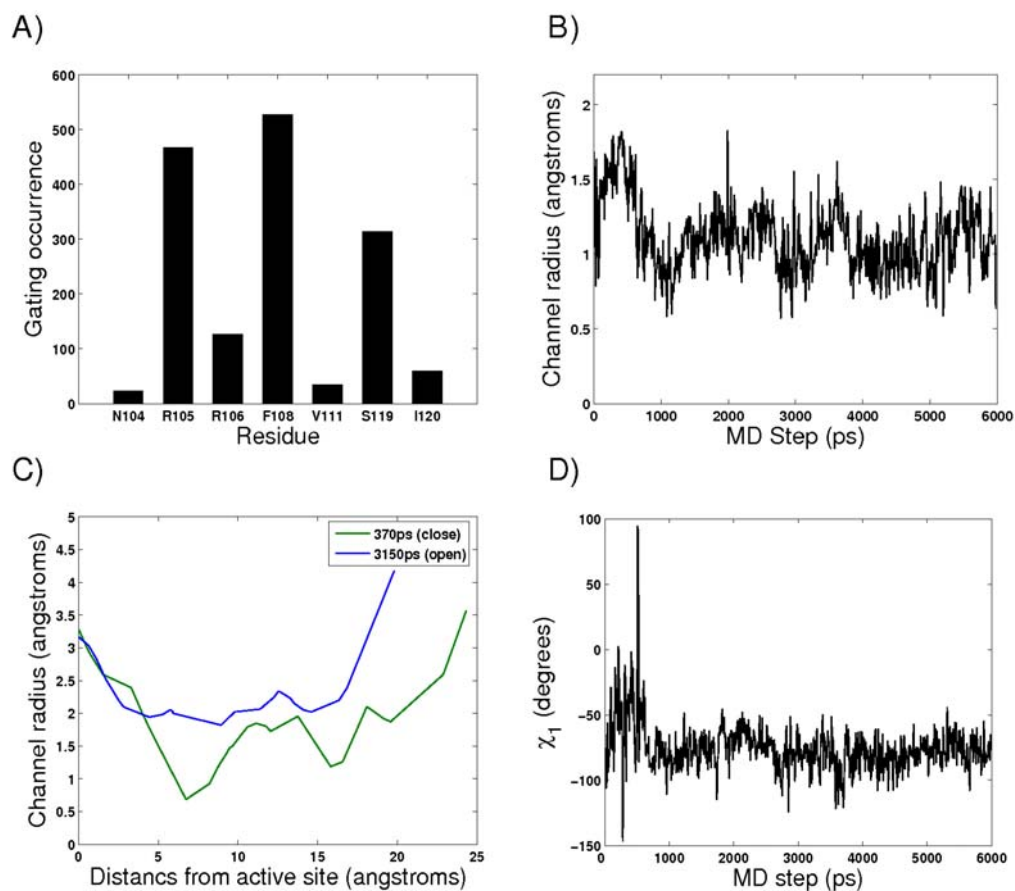 A)
600
500
400
300
200
100
0
Gating occurrence
N104 R105 R106 F108 V111 S119 I120
Residue
B)
2
1.5
1
0.5
0
Channel radius (angstroms)
0 1000 2000 3000 4000 5000 6000
MD Step (ps)
C)
5
4.5
4
3.5
3
2.5
2
1.5
1
0.5
0
Channel radius (angstroms)
370ps (close)
3150ps (open)
0 5 10 15 20 25
Distancs from active site (angstroms)
D)
100
50
0
−50
−100
−150
χ1 (degrees)
0 1000 2000 3000 4000 5000 6000
MD step (ps)